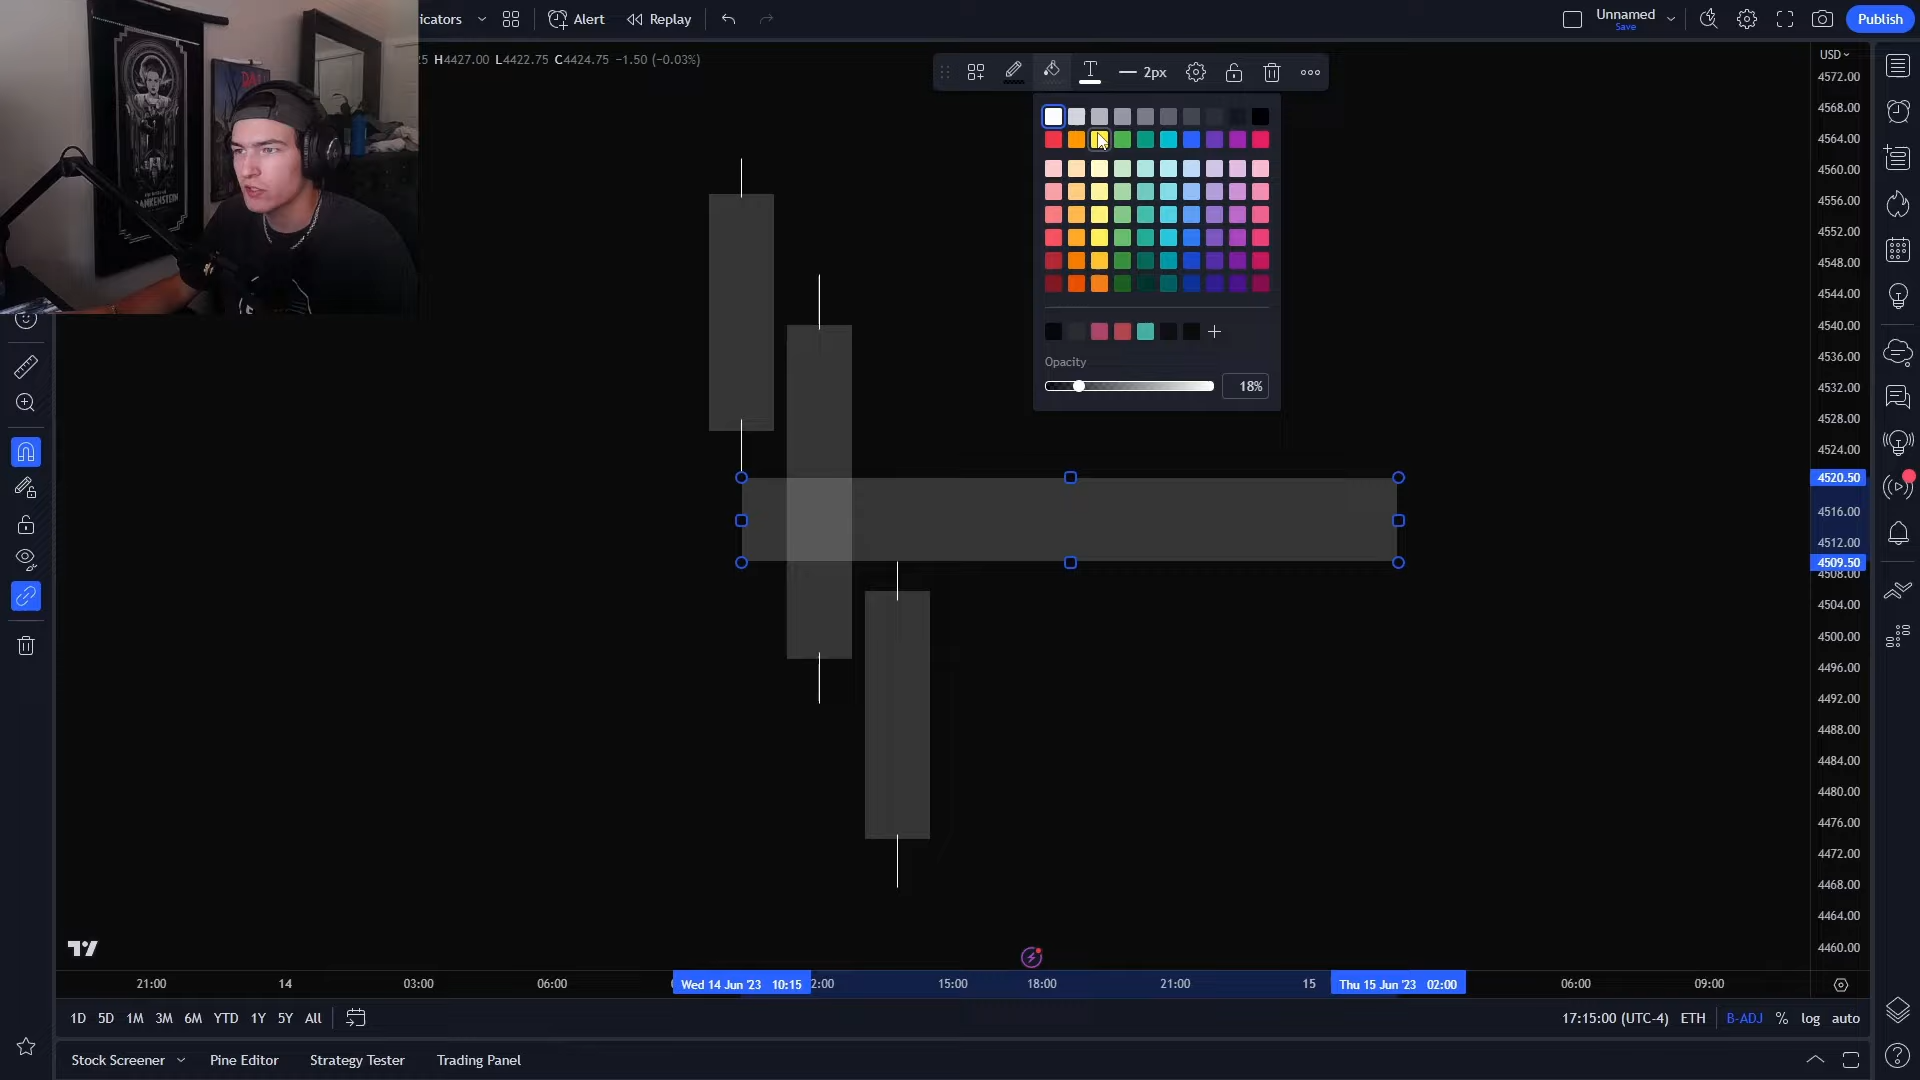 icators
Alert
Replay
Unnamed
Save
Publish
H4427.00 L4422.75 C4424.75 −1.50 (−0.03%)
2px
USD
4572.00
4568.00
4564.00
4560.00
4556.00
4552.00
4548.00
4544.00
4540.00
4536.00
4532.00
4528.00
4524.00
4520.50
4516.00
4512.00
4509.50
4508.00
4504.00
4500.00
4496.00
4492.00
4488.00
4484.00
4480.00
4476.00
4472.00
4468.00
4464.00
4460.00
Opacity
18%
FRANKENSTEIN
21:00 14 03:00 06:00 Wed 14 Jun '23 10:15 2:00 15:00 18:00 21:00 15 Thu 15 Jun '23 02:00 06:00 09:00
1D 5D 1M 3M 6M YTD 1Y 5Y All
17:15:00 (UTC-4) ETH B-ADJ % log auto
Stock Screener Pine Editor Strategy Tester Trading Panel